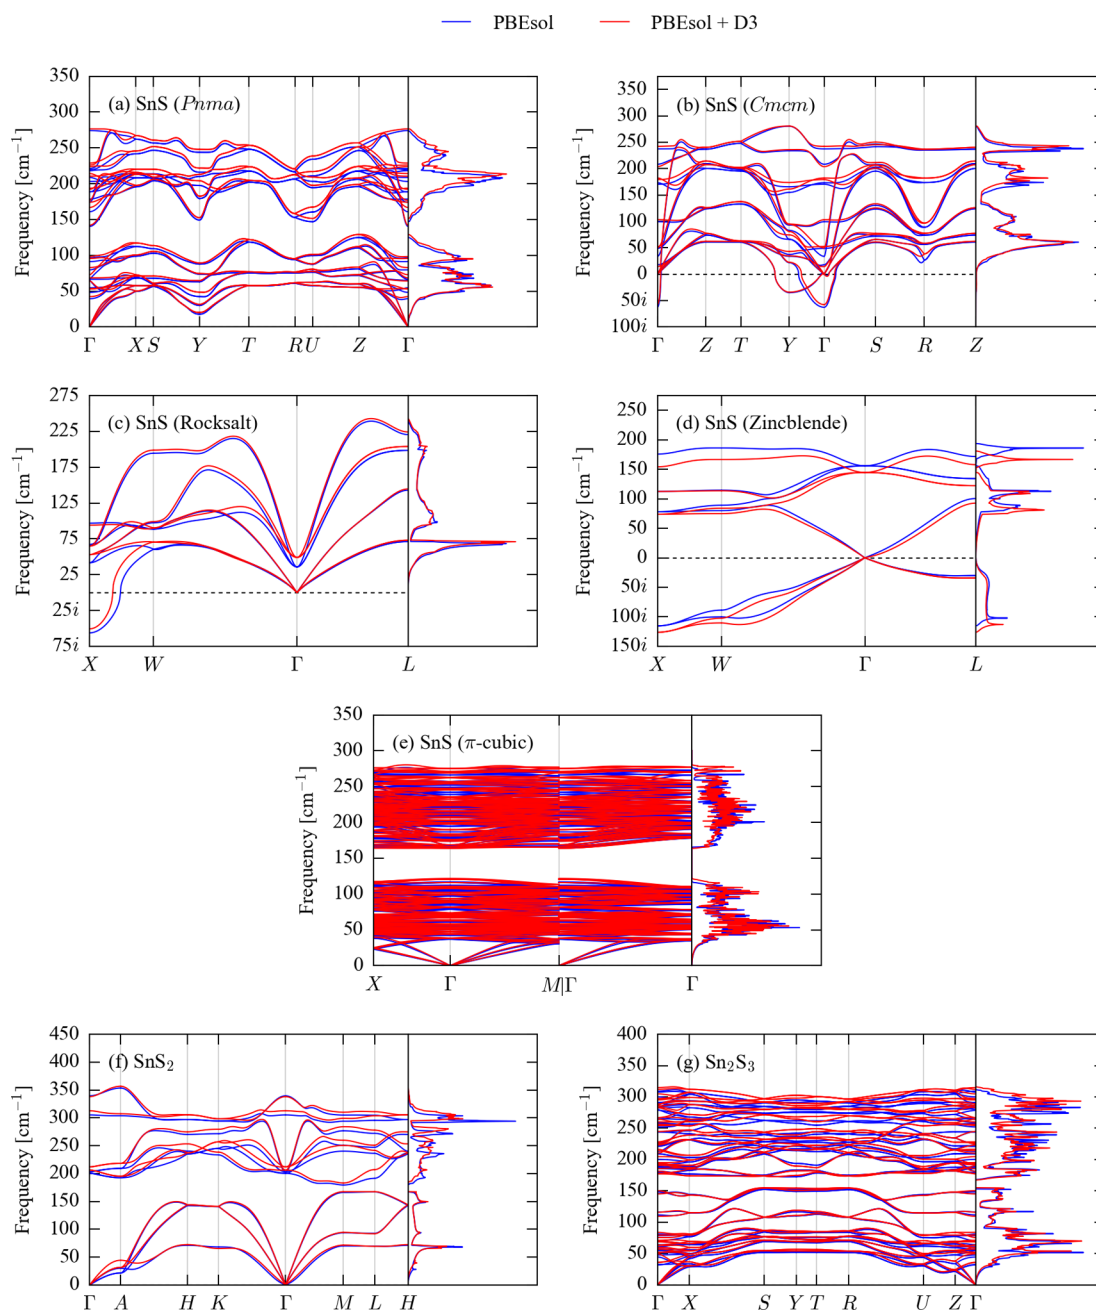 PBEsol PBEsol + D3
(a) SnS (Pnma)
Frequency [cm⁻¹]
350
300
250
200
150
100
50
0
Γ X S Y T R U Z Γ
(b) SnS (Cmcm)
Frequency [cm⁻¹]
350
300
250
200
150
100
50
0
50i
100i
Γ Z T Y Γ S R Z
(c) SnS (Rocksalt)
Frequency [cm⁻¹]
275
225
175
125
75
25
25i
75i
X W Γ L
(d) SnS (Zincblende)
Frequency [cm⁻¹]
250
200
150
100
50
0
50i
100i
150i
X W Γ L
(e) SnS (π-cubic)
Frequency [cm⁻¹]
350
300
250
200
150
100
50
0
X Γ M|Γ Γ
(f) SnS₂
Frequency [cm⁻¹]
450
400
350
300
250
200
150
100
50
0
Γ A H K Γ M L H
(g) Sn₂S₃
Frequency [cm⁻¹]
400
350
300
250
200
150
100
50
0
Γ X S Y T R U Z Γ